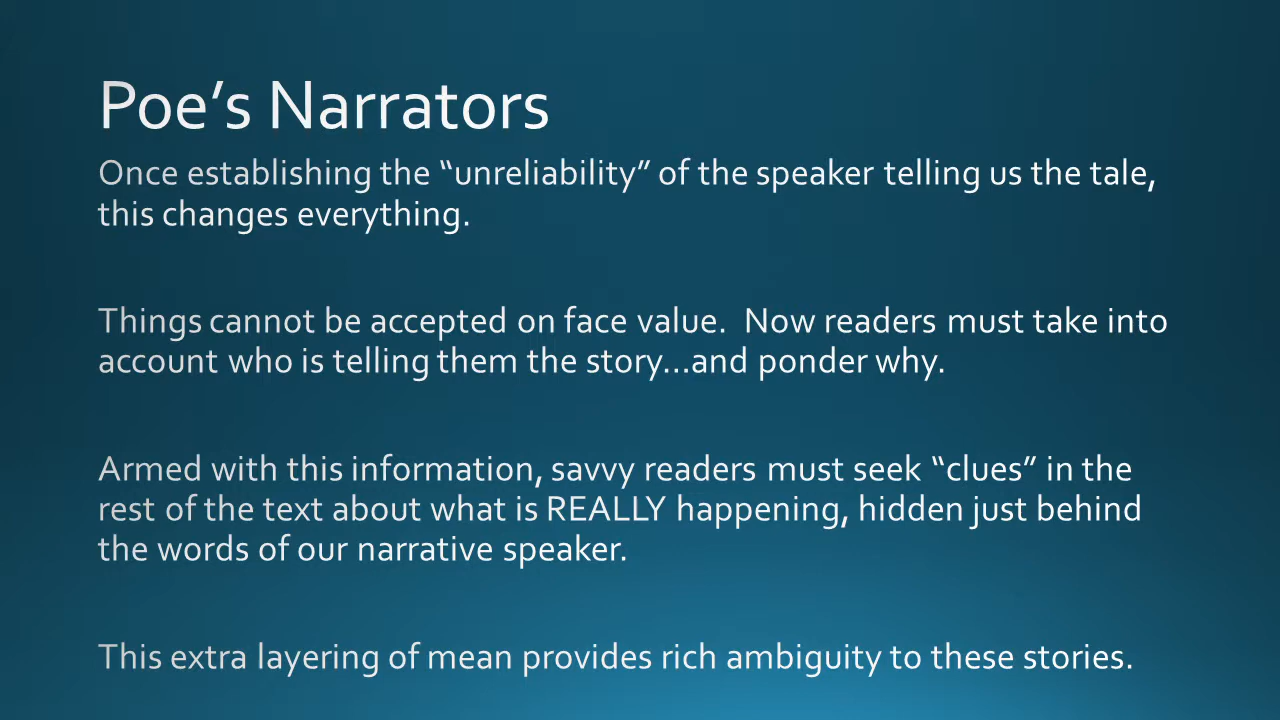 Poe’s Narrators
Once establishing the “unreliability” of the speaker telling us the tale,
this changes everything.
Things cannot be accepted on face value.  Now readers must take into
account who is telling them the story…and ponder why.
Armed with this information, savvy readers must seek “clues” in the
rest of the text about what is REALLY happening, hidden just behind
the words of our narrative speaker.
This extra layering of mean provides rich ambiguity to these stories.